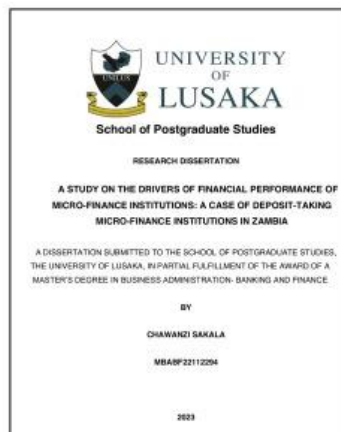 UNILUS
UNIVERSITY
OF
LUSAKA
School of Postgraduate Studies
RESEARCH DISSERTATION
A STUDY ON THE DRIVERS OF FINANCIAL PERFORMANCE OF
MICRO-FINANCE INSTITUTIONS: A CASE OF DEPOSIT-TAKING
MICRO-FINANCE INSTITUTIONS IN ZAMBIA
A DISSERTATION SUBMITTED TO THE SCHOOL OF POSTGRADUATE STUDIES,
THE UNIVERSITY OF LUSAKA, IN PARTIAL FULFILLMENT OF THE AWARD OF A
MASTER'S DEGREE IN BUSINESS ADMINISTRATION- BANKING AND FINANCE
BY
CHAWANZI SAKALA
MBABF22112294
2023